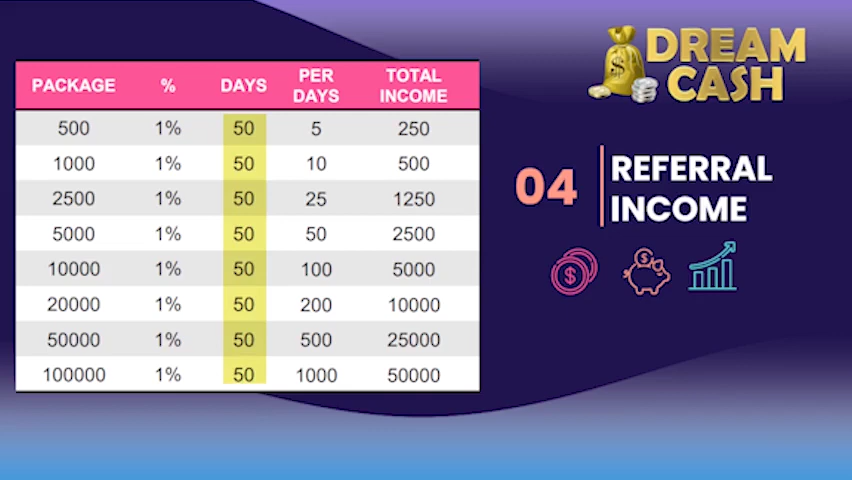 DREAM
CASH
PACKAGE % DAYS PER DAYS TOTAL INCOME
500 1% 50 5 250
1000 1% 50 10 500
2500 1% 50 25 1250
5000 1% 50 50 2500
10000 1% 50 100 5000
20000 1% 50 200 10000
50000 1% 50 500 25000
100000 1% 50 1000 50000
04 REFERRAL
INCOME